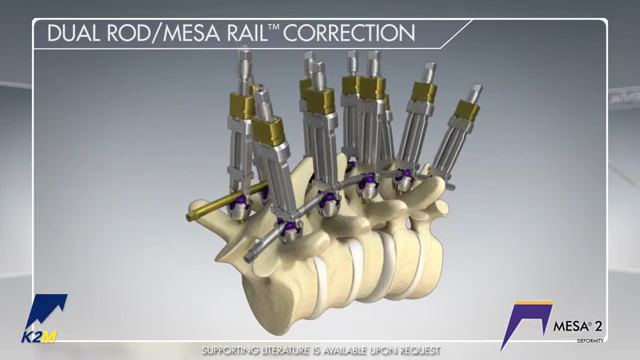 DUAL ROD/MESA RAIL™ CORRECTION
K2M
MESA® 2
DEFORMITY
SUPPORTING LITERATURE IS AVAILABLE UPON REQUEST